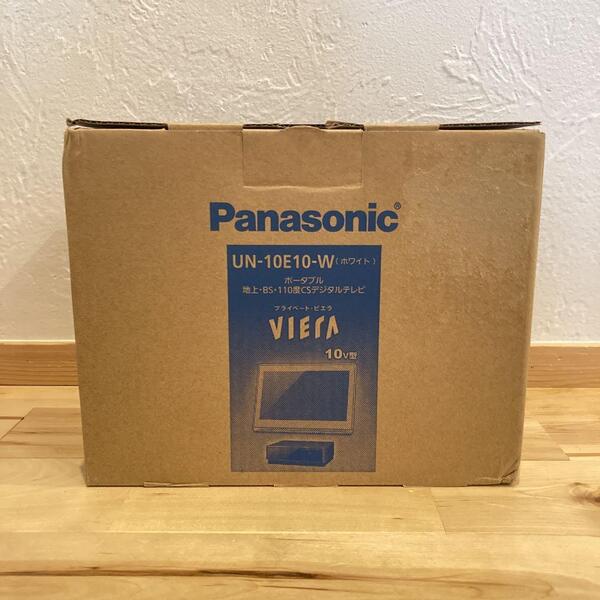 Panasonic®
UN-10E10-W(ホワイト)
ポータブル
地上・BS・110度CSデジタルテレビ
プライベート・ビエラ
VIERA
10V型